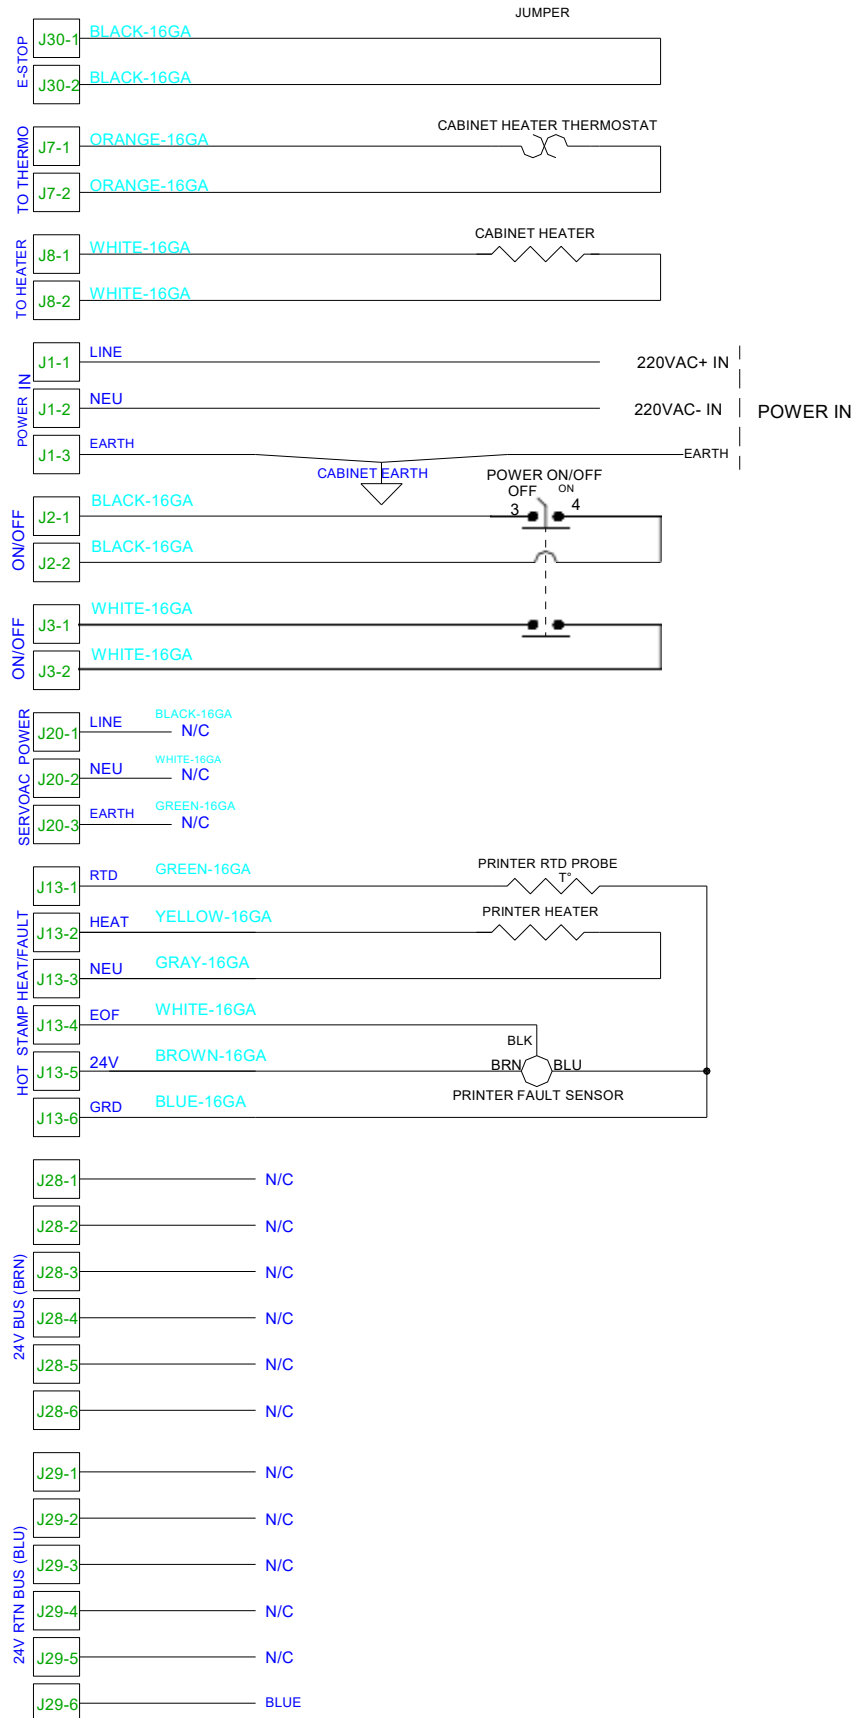 JUMPER
E-STOP
J30-1 BLACK-16GA
J30-2 BLACK-16GA
TO THERMO
CABINET HEATER THERMOSTAT
J7-1 ORANGE-16GA
J7-2 ORANGE-16GA
TO HEATER
CABINET HEATER
J8-1 WHITE-16GA
J8-2 WHITE-16GA
POWER IN
J1-1 LINE 220VAC+ IN
J1-2 NEU 220VAC- IN POWER IN
J1-3 EARTH EARTH
CABINET EARTH
POWER ON/OFF
OFF ON
3 4
ON/OFF
J2-1 BLACK-16GA
J2-2 BLACK-16GA
ON/OFF
J3-1 WHITE-16GA
J3-2 WHITE-16GA
SERVOAC POWER
J20-1 LINE BLACK-16GA N/C
J20-2 NEU WHITE-16GA N/C
J20-3 EARTH GREEN-16GA N/C
HOT STAMP HEAT/FAULT
PRINTER RTD PROBE
T°
J13-1 RTD GREEN-16GA
PRINTER HEATER
J13-2 HEAT YELLOW-16GA
J13-3 NEU GRAY-16GA
J13-4 EOF WHITE-16GA
BLK
J13-5 24V BROWN-16GA BRN BLU
PRINTER FAULT SENSOR
J13-6 GRD BLUE-16GA
24V BUS (BRN)
J28-1 N/C
J28-2 N/C
J28-3 N/C
J28-4 N/C
J28-5 N/C
J28-6 N/C
24V RTN BUS (BLU)
J29-1 N/C
J29-2 N/C
J29-3 N/C
J29-4 N/C
J29-5 N/C
J29-6 BLUE